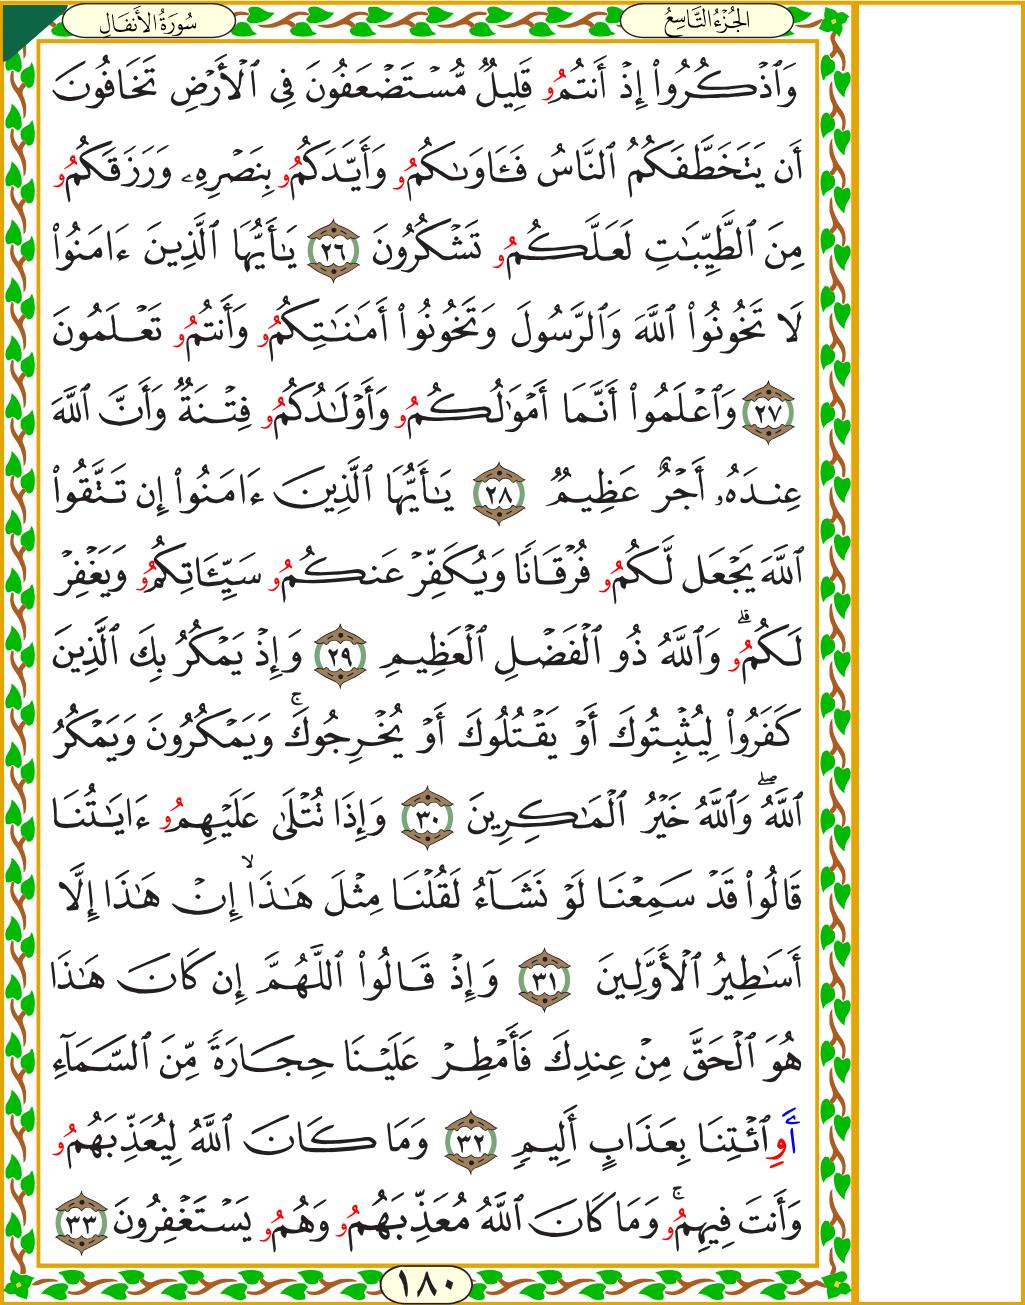 الجُزْءُ التَّاسِعُ
سُورَةُ الأَنفَالِ
وَٱذْكُرُوا۟ إِذْ أَنتُمُۥ قَلِيلٌ مُّسْتَضْعَفُونَ فِى ٱلْأَرْضِ تَخَافُونَ
أَن يَتَخَطَّفَكُمُ ٱلنَّاسُ فَـَٔاوَىٰكُمُۥ وَأَيَّدَكُمُۥ بِنَصْرِهِۦ وَرَزَقَكُمُۥ
مِنَ ٱلطَّيِّبَـٰتِ لَعَلَّكُمُۥ تَشْكُرُونَ ٢٦ يَـٰٓأَيُّهَا ٱلَّذِينَ ءَامَنُوا۟
لَا تَخُونُوا۟ ٱللَّهَ وَٱلرَّسُولَ وَتَخُونُوا۟ أَمَـٰنَـٰتِكُمُۥ وَأَنتُمُۥ تَعْلَمُونَ
٢٧ وَٱعْلَمُوا۟ أَنَّمَا أَمْوَٰلُكُمُۥ وَأَوْلَـٰدُكُمُۥ فِتْنَةٌ وَأَنَّ ٱللَّهَ
عِندَهُۥ أَجْرٌ عَظِيمٌ ٢٨ يَـٰأَيُّهَا ٱلَّذِينَ ءَامَنُوا۟ إِن تَتَّقُوا۟
ٱللَّهَ يَجْعَل لَّكُمُۥ فُرْقَانًا وَيُكَفِّرْ عَنكُمُۥ سَيِّـَٔاتِكُمُۥ وَيَغْفِرْ
لَكُمُۥۗ وَٱللَّهُ ذُو ٱلْفَضْلِ ٱلْعَظِيمِ ٢٩ وَإِذْ يَمْكُرُ بِكَ ٱلَّذِينَ
كَفَرُوا۟ لِيُثْبِتُوكَ أَوْ يَقْتُلُوكَ أَوْ يُخْرِجُوكَۚ وَيَمْكُرُونَ وَيَمْكُرُ
ٱللَّهُۖ وَٱللَّهُ خَيْرُ ٱلْمَـٰكِرِينَ ٣٠ وَإِذَا تُتْلَىٰ عَلَيْهِمُۥ ءَايَـٰتُنَا
قَالُوا۟ قَدْ سَمِعْنَا لَوْ نَشَآءُ لَقُلْنَا مِثْلَ هَـٰذَاۙ إِنْ هَـٰذَا إِلَّا
أَسَـٰطِيرُ ٱلْأَوَّلِينَ ٣١ وَإِذْ قَالُوا۟ ٱللَّهُمَّ إِن كَانَ هَـٰذَا
هُوَ ٱلْحَقَّ مِنْ عِندِكَ فَأَمْطِرْ عَلَيْنَا حِجَارَةً مِّنَ ٱلسَّمَآءِ
أَوِ ٱئْتِنَا بِعَذَابٍ أَلِيمٍ ٣٢ وَمَا كَانَ ٱللَّهُ لِيُعَذِّبَهُمُۥ
وَأَنتَ فِيهِمُۥۚ وَمَا كَانَ ٱللَّهُ مُعَذِّبَهُمُۥ وَهُمُۥ يَسْتَغْفِرُونَ ٣٣
١٨٠